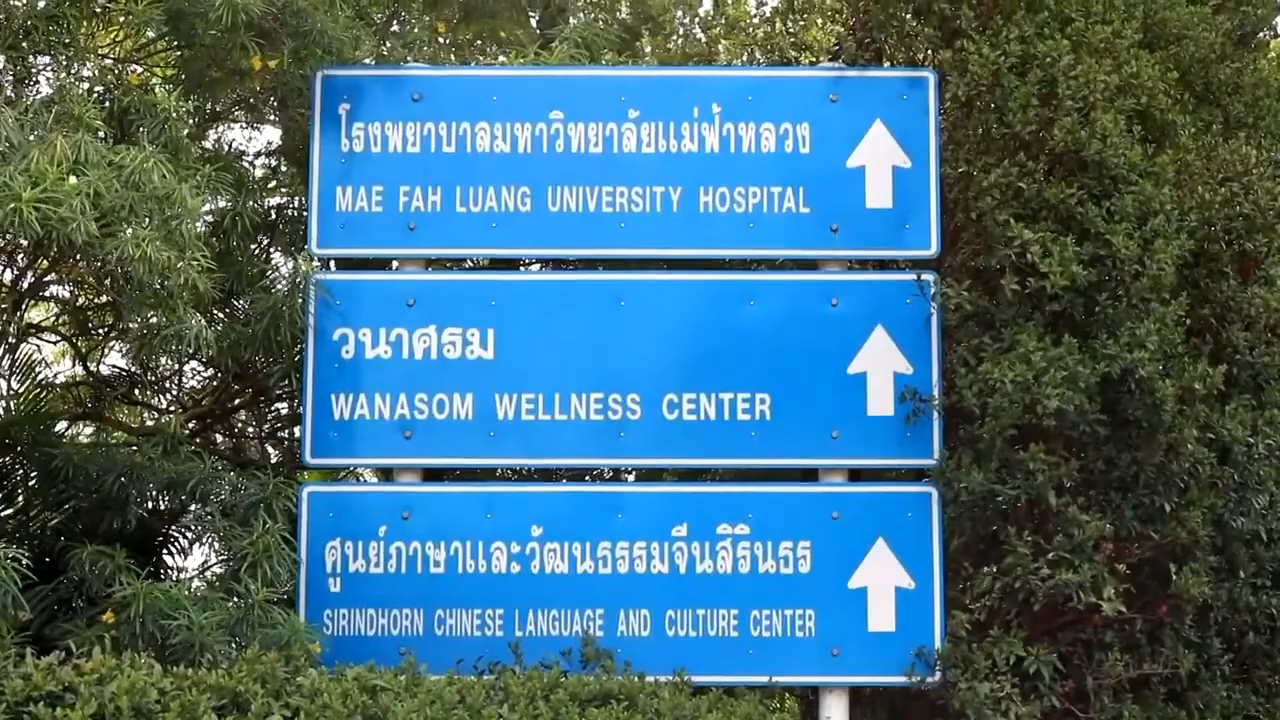 โรงพยาบาลมหาวิทยาลัยแม่ฟ้าหลวง
MAE FAH LUANG UNIVERSITY HOSPITAL
วนาศรม
WANASOM WELLNESS CENTER
ศูนย์ภาษาและวัฒนธรรมจีนสิรินธร
SIRINDHORN CHINESE LANGUAGE AND CULTURE CENTER